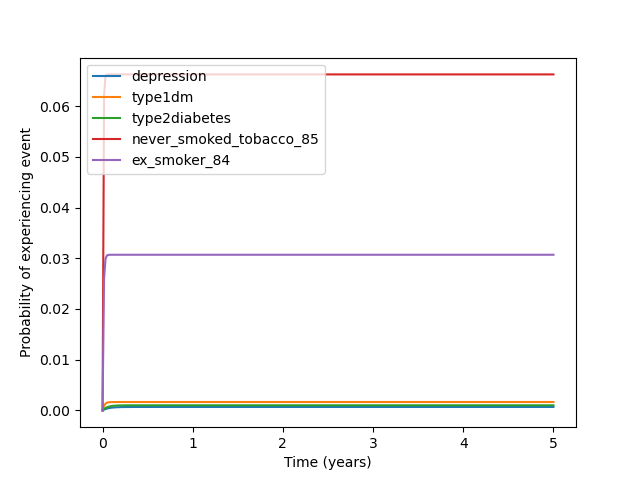 depression
type1dm
type2diabetes
never_smoked_tobacco_85
ex_smoker_84
Probability of experiencing event
0.06
0.05
0.04
0.03
0.02
0.01
0.00
0 1 2 3 4 5
Time (years)